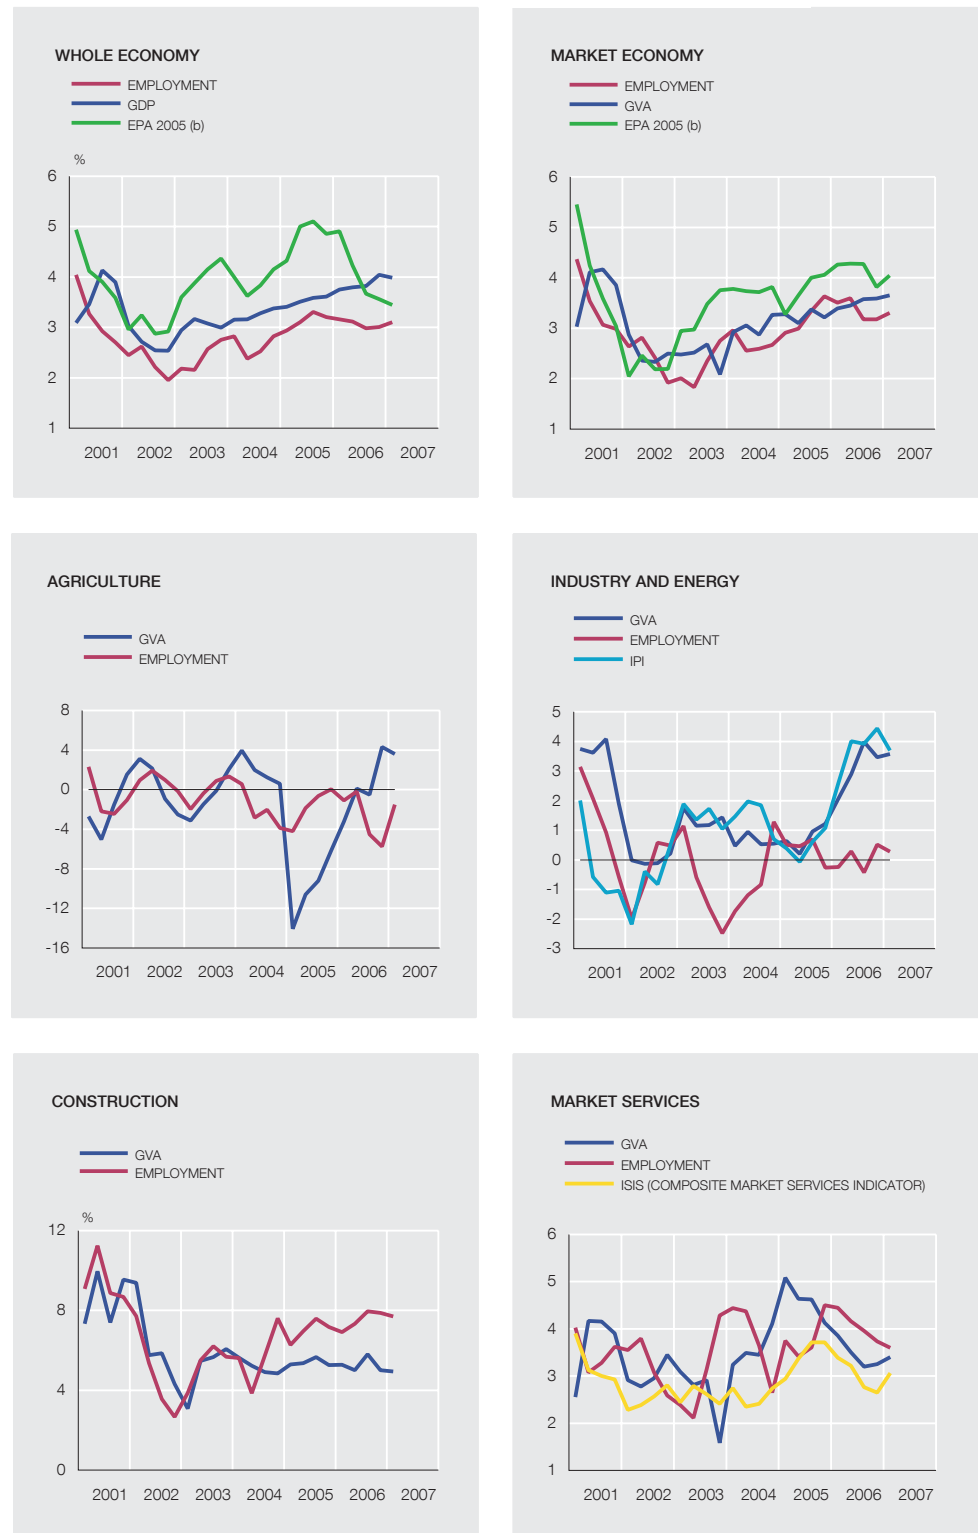 WHOLE ECONOMY
EMPLOYMENT
GDP
EPA 2005 (b)
%
6
5
4
3
2
1
2001 2002 2003 2004 2005 2006 2007
MARKET ECONOMY
EMPLOYMENT
GVA
EPA 2005 (b)
6
5
4
3
2
1
2001 2002 2003 2004 2005 2006 2007
AGRICULTURE
GVA
EMPLOYMENT
8
4
0
-4
-8
-12
-16
2001 2002 2003 2004 2005 2006 2007
INDUSTRY AND ENERGY
GVA
EMPLOYMENT
IPI
5
4
3
2
1
0
-1
-2
-3
2001 2002 2003 2004 2005 2006 2007
CONSTRUCTION
GVA
EMPLOYMENT
%
12
8
4
0
2001 2002 2003 2004 2005 2006 2007
MARKET SERVICES
GVA
EMPLOYMENT
ISIS (COMPOSITE MARKET SERVICES INDICATOR)
6
5
4
3
2
1
2001 2002 2003 2004 2005 2006 2007